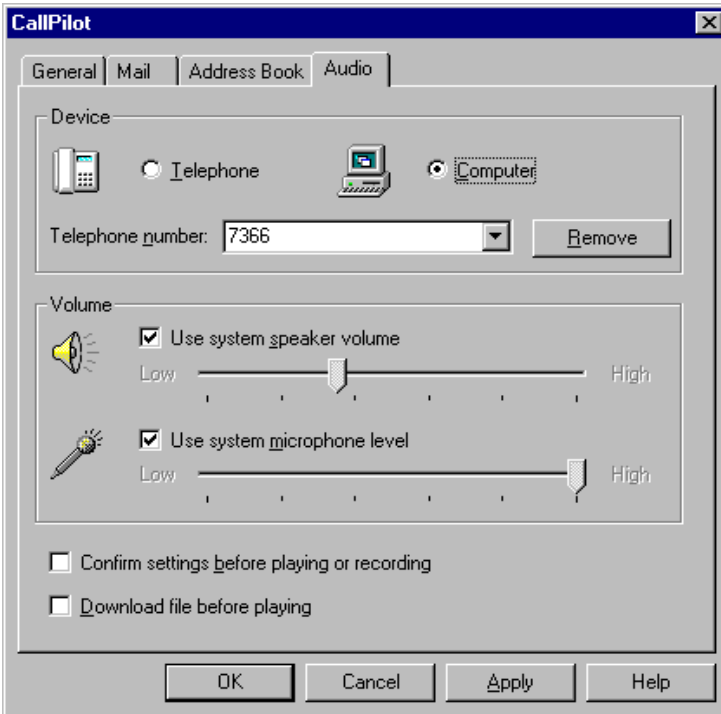 CallPilot
General Mail Address Book Audio
Device
Telephone Computer
Telephone number: 7366 Remove
Volume
Use system speaker volume
Low High
Use system microphone level
Low High
Confirm settings before playing or recording
Download file before playing
OK Cancel Apply Help